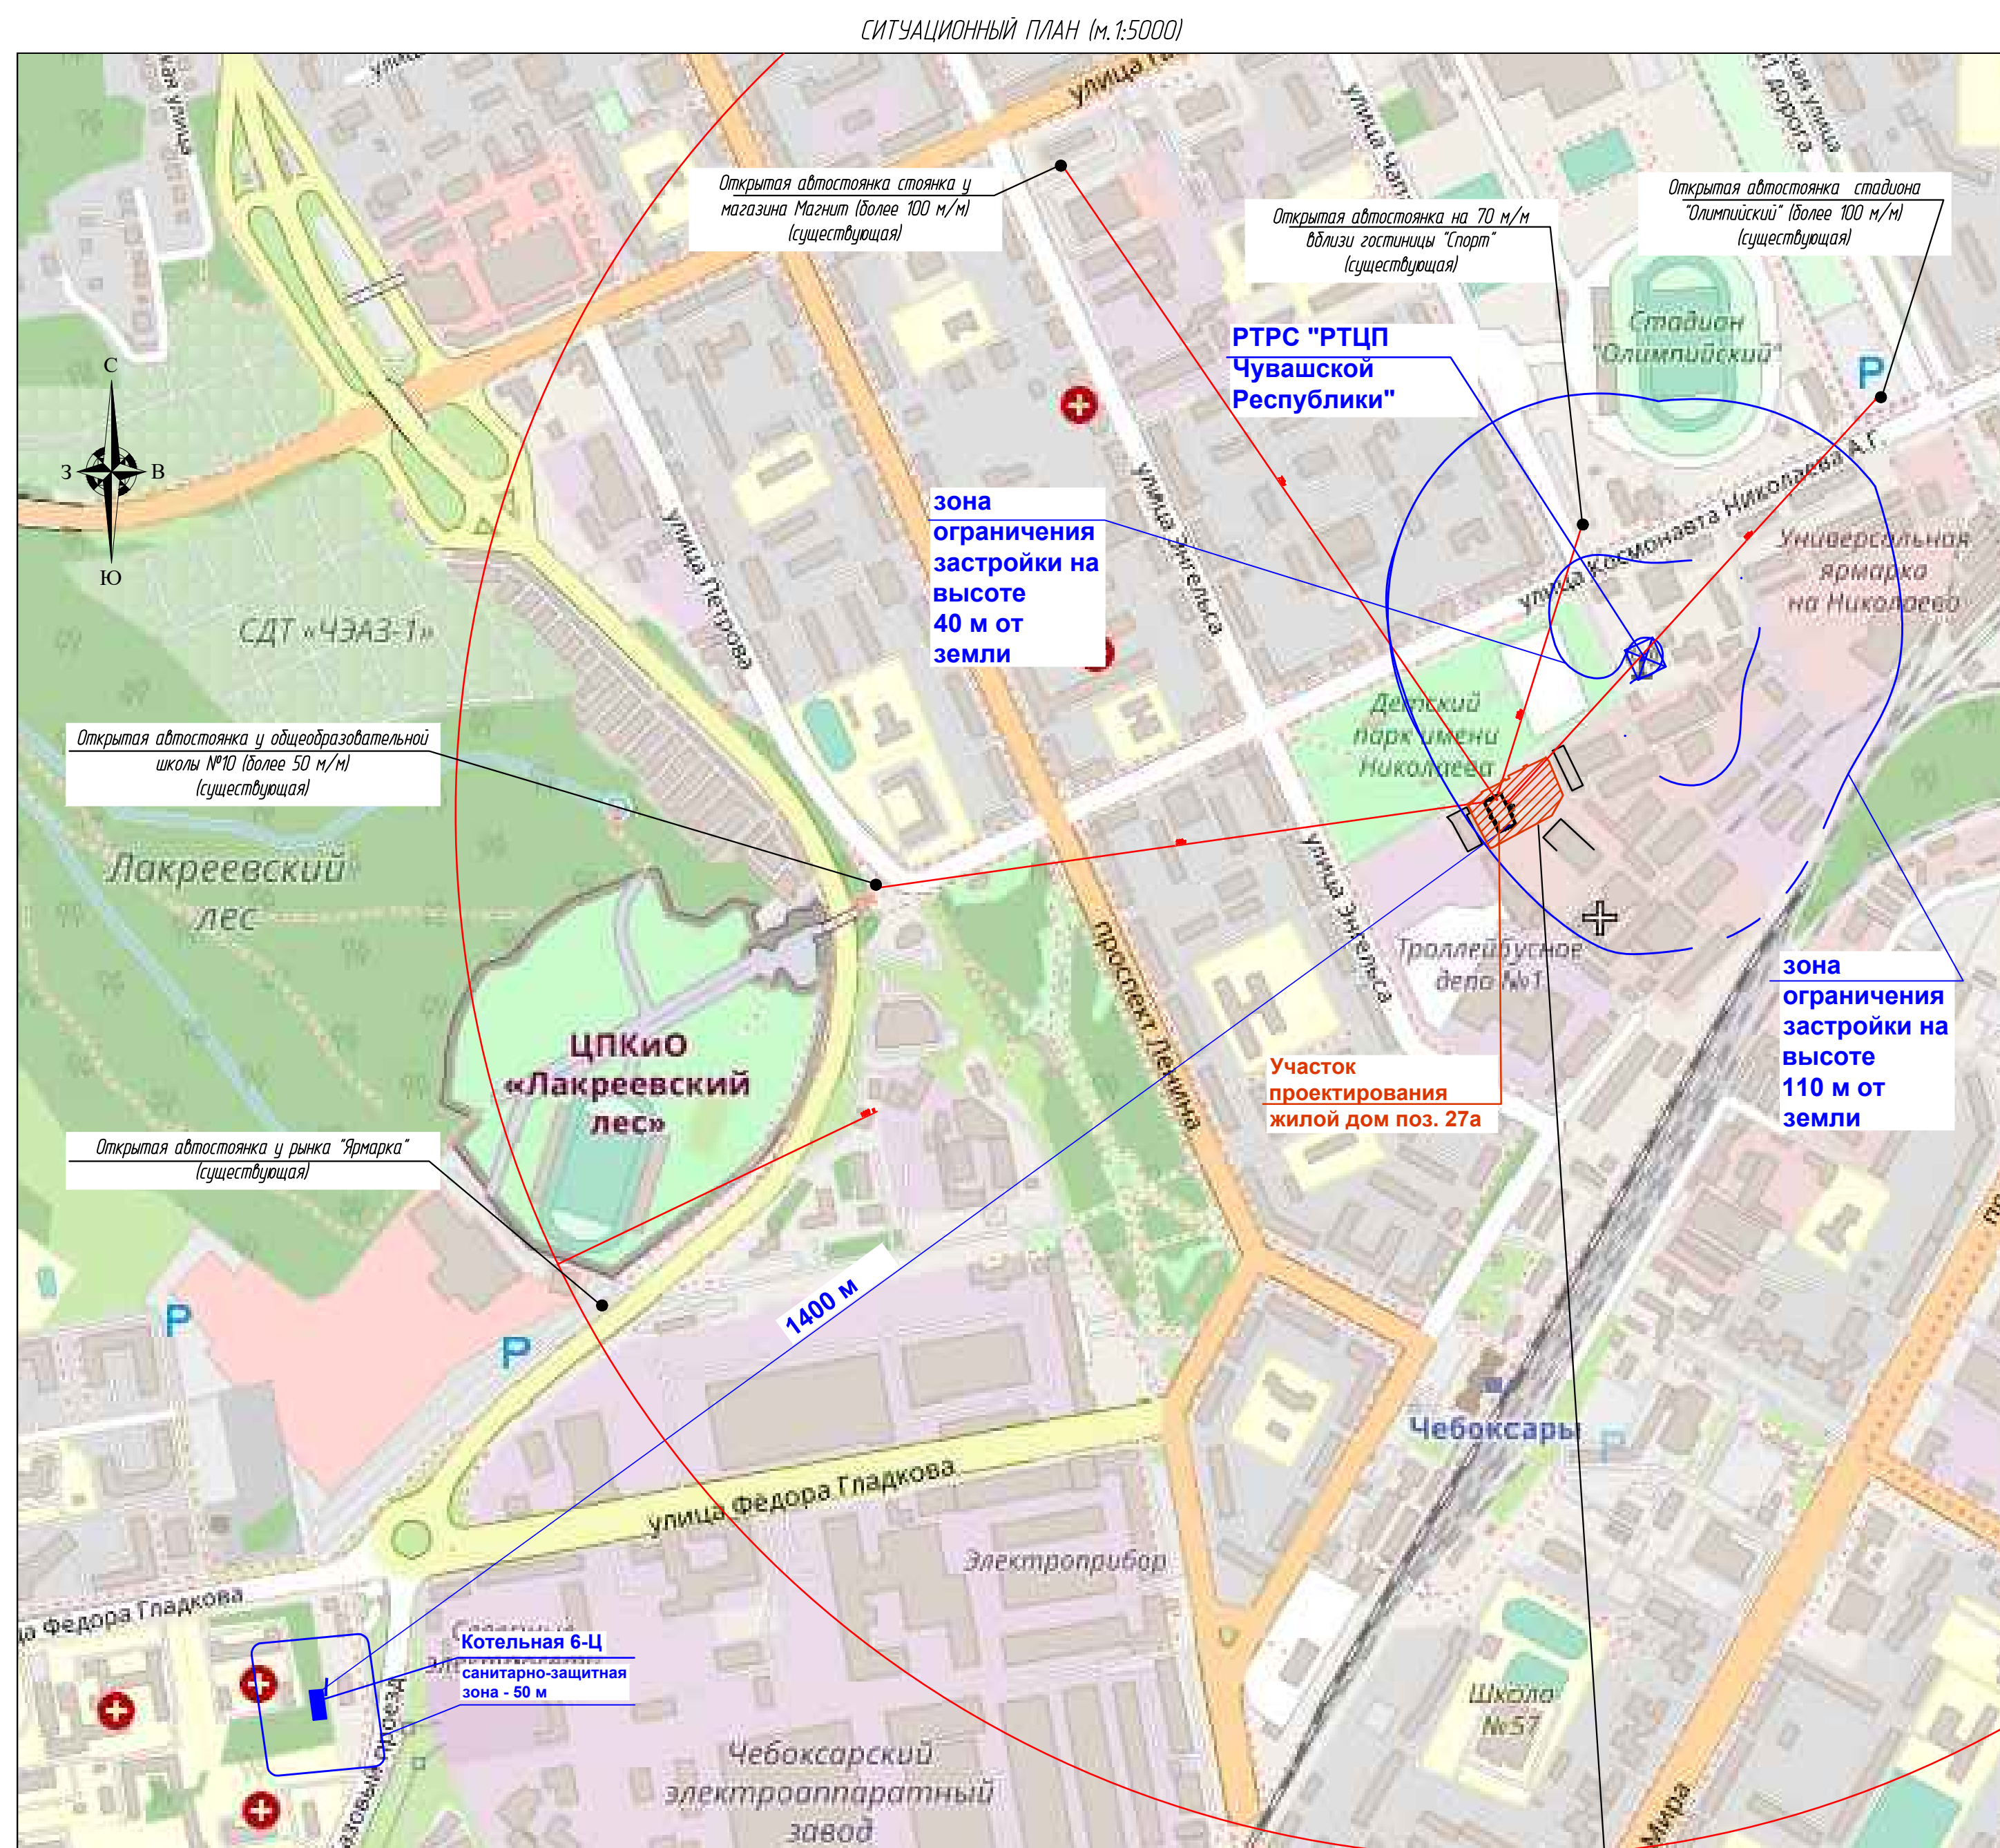 СИТУАЦИОННЫЙ ПЛАН (м.1:5000)
Открытая автостоянка стоянка у
магазина Магнит (более 100 м/м)
(существующая)
Открытая автостоянка на 70 м/м
вблизи гостиницы "Спорт"
(существующая)
Открытая автостоянка стадиона
"Олимпийский" (более 100 м/м)
(существующая)
дорога
улица
Стадион
"Олимпийский"
P
РТРС "РТЦП
Чувашской
Республики"
С
З
В
Ю
зона
ограничения
застройки на
высоте
40 м от
земли
улица Петрова
улица Энгельса
улица Космонавта Николаева А.Г.
Универсальная
ярмарка
на Николаева
СДТ «ЧЭАЗ-1»
Детский
парк имени
Николаева
Открытая автостоянка у общеобразовательной
школы №10 (более 50 м/м)
(существующая)
Лакреевский
лес
улица Энгельса
проспект Ленина
Троллейбусное
депо №1
зона
ограничения
застройки на
высоте
110 м от
земли
ЦПКиО
«Лакреевский
лес»
Участок
проектирования
жилой дом поз. 27а
Открытая автостоянка у рынка "Ярмарка"
(существующая)
1400 м
P
P
Чебоксары
P
улица Фёдора Гладкова
Электроприбор
Федора Гладкова
Котельная 6-Ц
санитарно-защитная
зона - 50 м
проезд
Школа
№57
Чебоксарский
электроаппаратный
завод
Мира